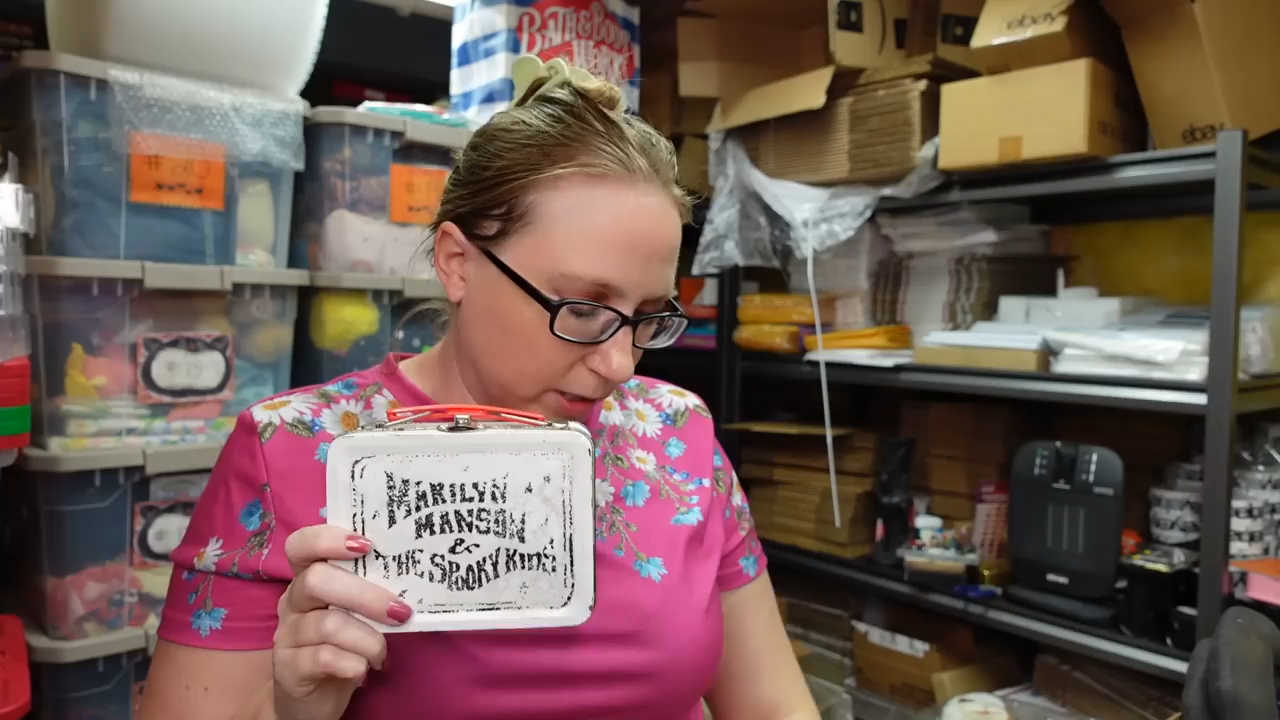 BATH & BODY
WORKS
ebay
ebay
MARILYN
MANSON
&
THE SPOOKY KIDS